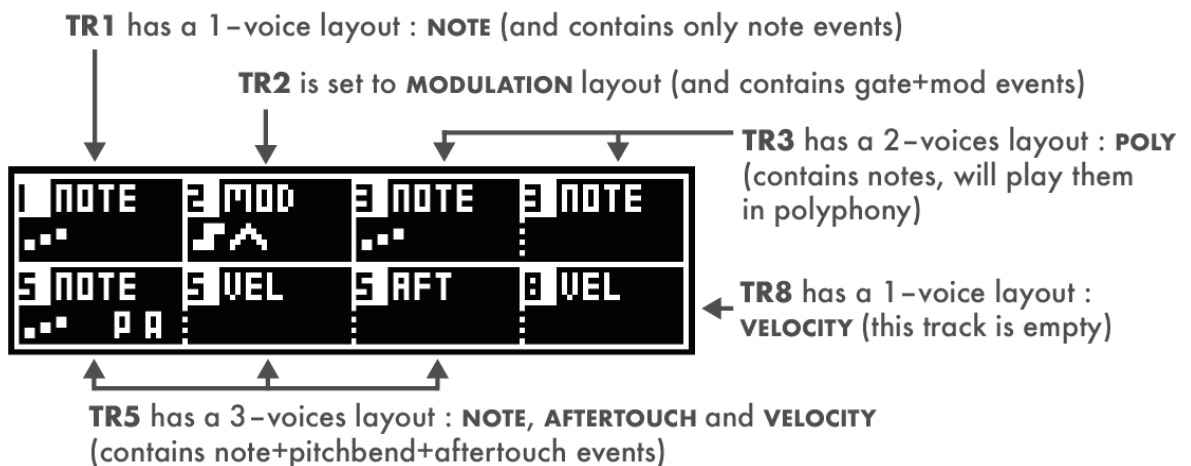 TR1 has a 1-voice layout : NOTE (and contains only note events)
TR2 is set to MODULATION layout (and contains gate+mod events)
TR3 has a 2-voices layout : POLY
(contains notes, will play them
in polyphony)
1 NOTE 2 MOD 3 NOTE 3 NOTE
5 NOTE 5 VEL 5 AFT 8 VEL
P A
TR8 has a 1-voice layout :
VELOCITY (this track is empty)
TR5 has a 3-voices layout : NOTE, AFTERTOUCH and VELOCITY
(contains note+pitchbend+aftertouch events)